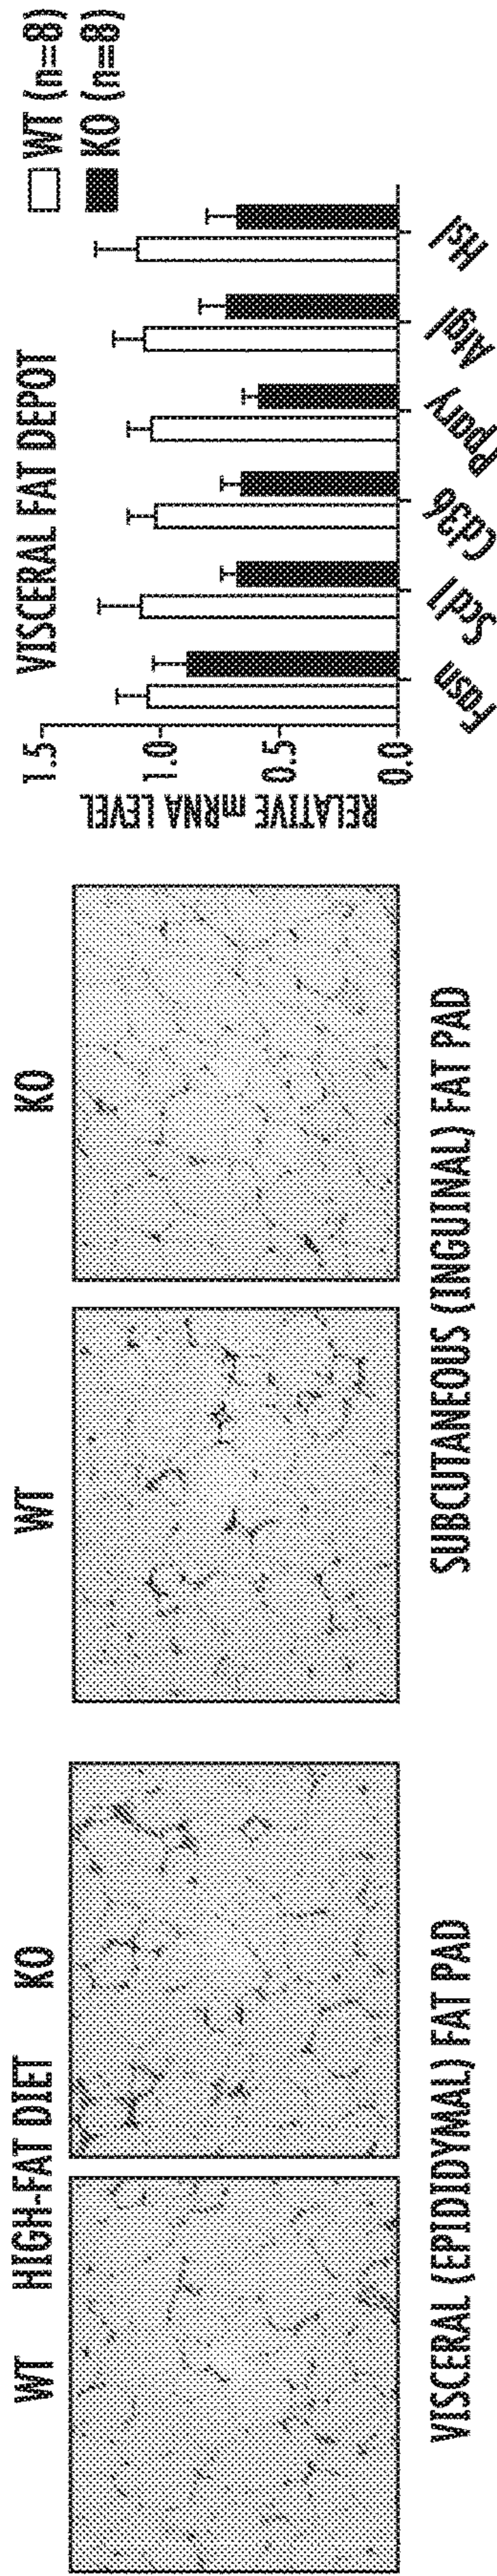 HIGH-FAT DIET
WT
KO
VISCERAL (EPIDIDYMAL) FAT PAD
WT
KO
SUBCUTANEOUS (INGUINAL) FAT PAD
VISCERAL FAT DEPOT
WT (n=8)
KO (n=8)
RELATIVE mRNA LEVEL
1.5
1.0
0.5
0.0
Fasn
Scd1
Cd36
Pparγ
Atgl
Hsl